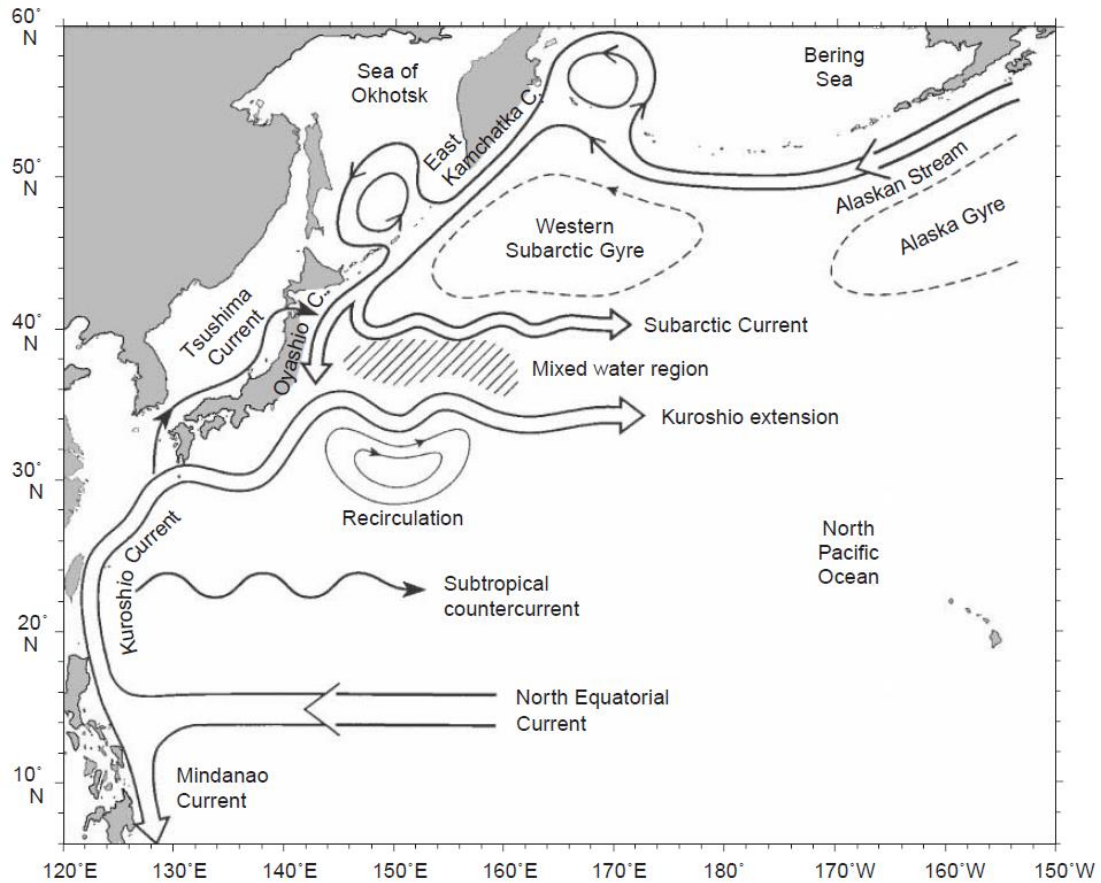 60˚
N
50˚
N
40˚
N
30˚
N
20˚
N
10˚
N
Sea of
Okhotsk
Bering
Sea
East
Kamchatka C.
Alaskan Stream
Alaska Gyre
Western
Subarctic Gyre
Tsushima
Current
Oyashio C.
Subarctic Current
Mixed water region
Kuroshio extension
Recirculation
Kuroshio Current
North
Pacific
Ocean
Subtropical
countercurrent
North Equatorial
Current
Mindanao
Current
120˚E
130˚E
140˚E
150˚E
160˚E
170˚E
180˚
170˚W
160˚W
150˚W